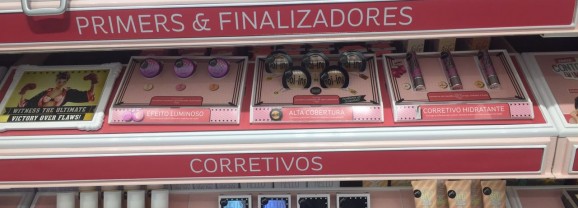 PRIMERS & FINALIZADORES
WITNESS THE ULTIMATE
VICTORY OVER FLAWS!
EFEITO LUMINOSO
ALTA COBERTURA
CORRETIVO HIDRATANTE
CORRETIVOS